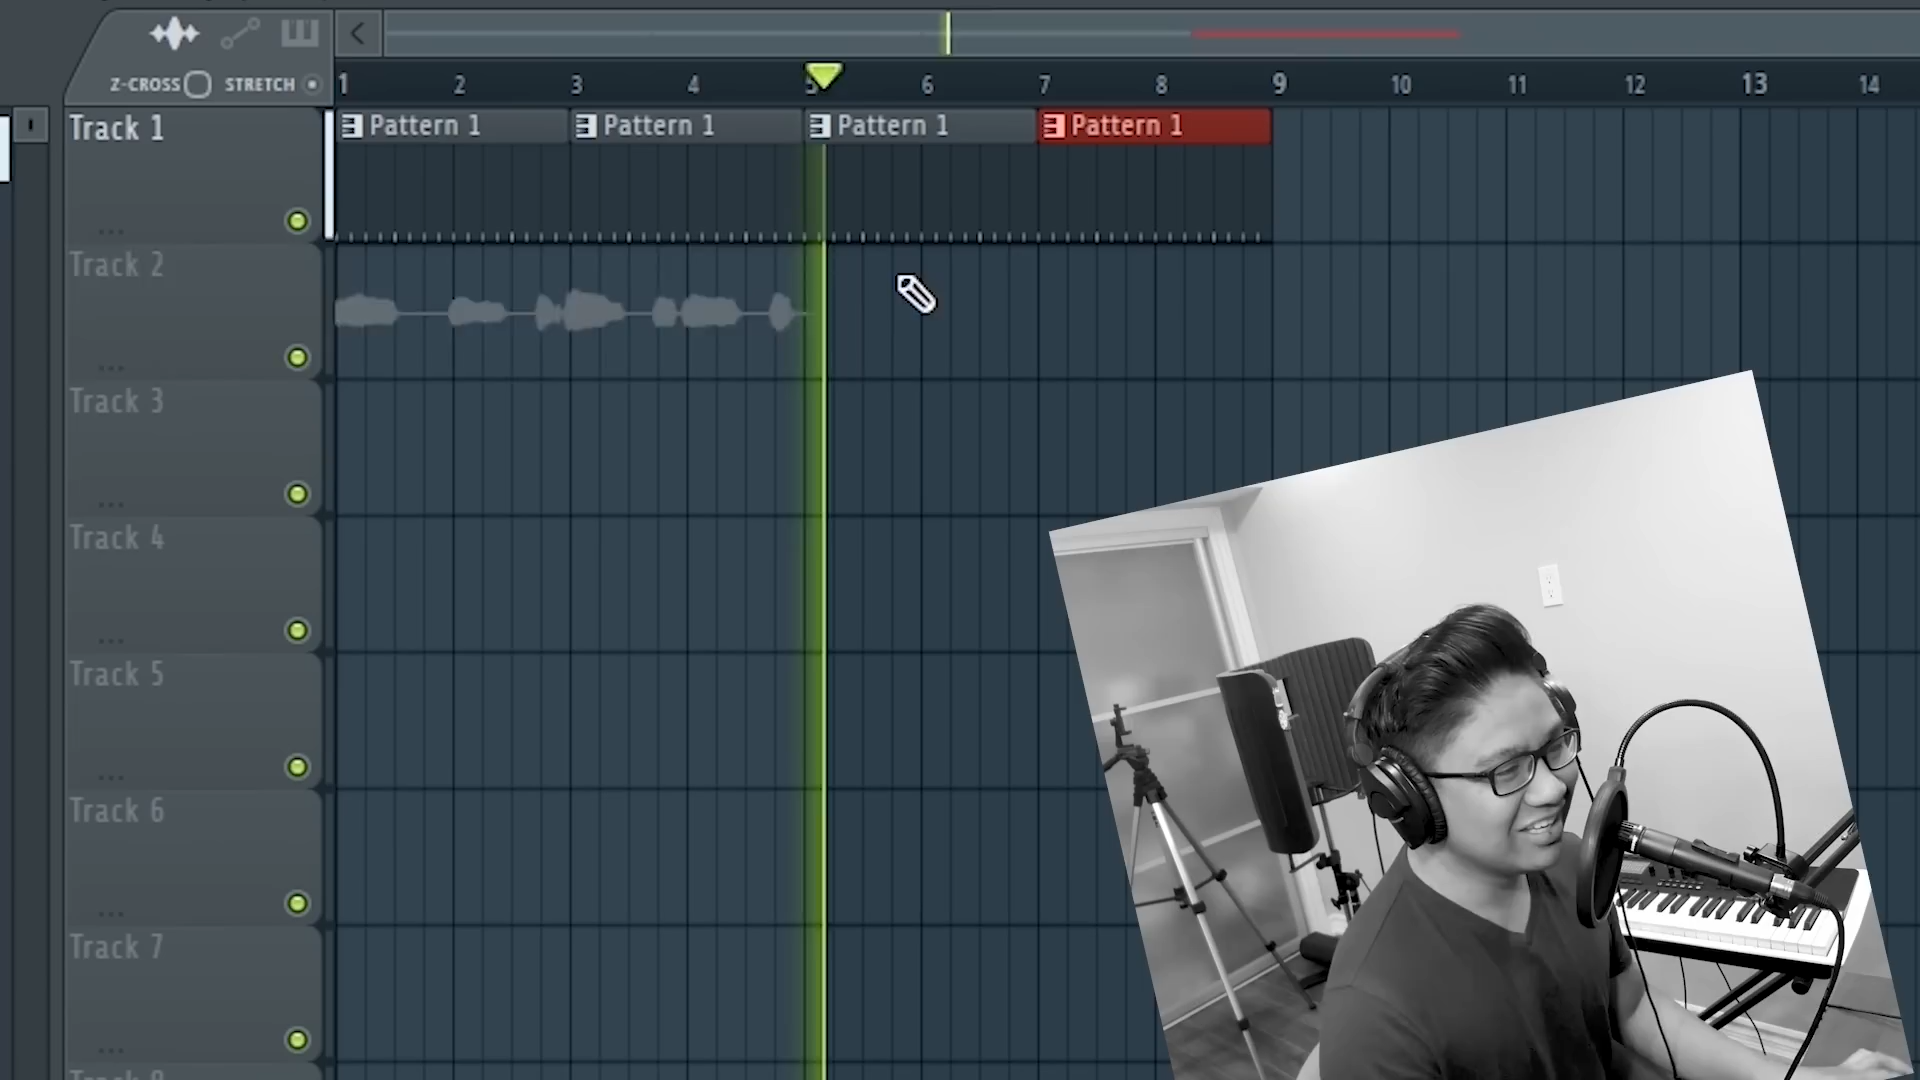 Z-CROSS STRETCH
1 2 3 4 5 6 7 8 9 10 11 12 13 14
Track 1
Pattern 1 Pattern 1 Pattern 1 Pattern 1
Track 2
Track 3
Track 4
Track 5
Track 6
Track 7